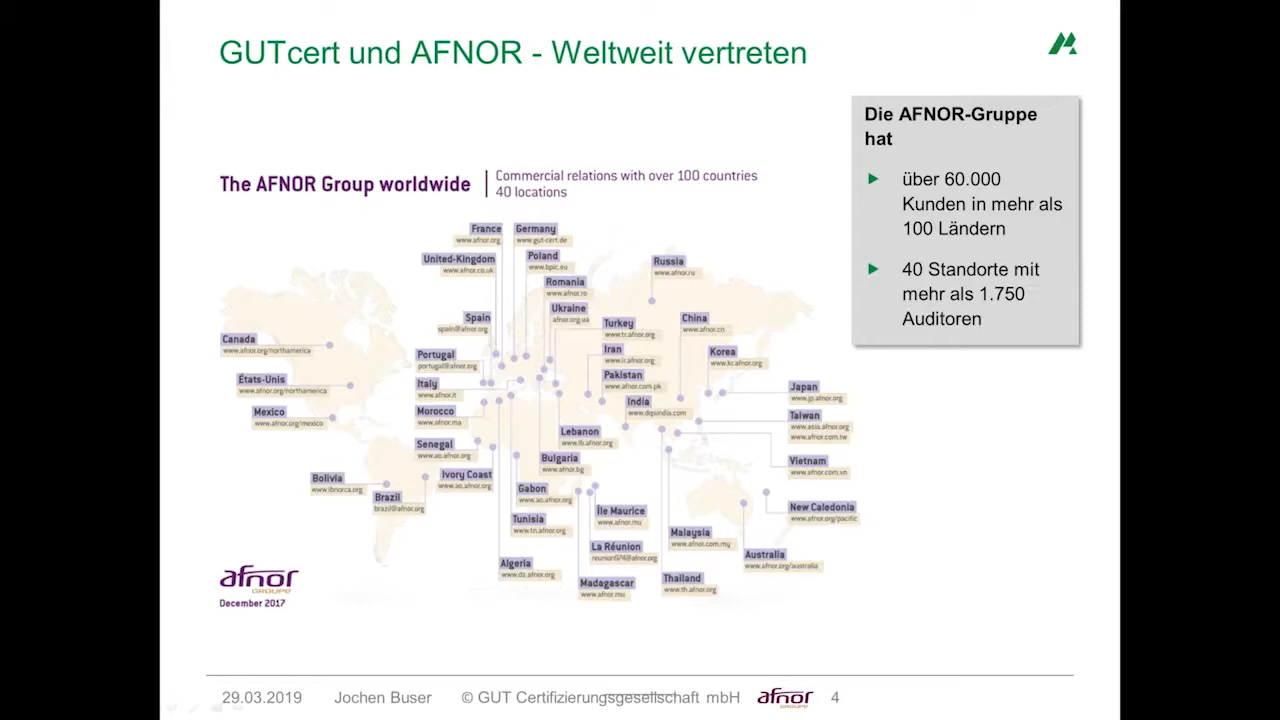 GUTcert und AFNOR - Weltweit vertreten
Die AFNOR-Gruppe
hat
über 60.000
Kunden in mehr als
100 Ländern
40 Standorte mit
mehr als 1.750
Auditoren
The AFNOR Group worldwide
Commercial relations with over 100 countries
40 locations
France
www.afnor.org
Germany
www.gut-cert.de
United-Kingdom
www.afnor.co.uk
Poland
www.bpic.eu
Romania
www.afnor.ro
Russia
www.afnor.ru
Spain
spain@afnor.org
Ukraine
afnor.org.ua
Turkey
www.tr.afnor.org
China
www.afnor.cn
Canada
www.afnor.org/northamerica
Portugal
portugal@afnor.org
Iran
www.ir.afnor.org
Korea
www.kr.afnor.org
États-Unis
www.afnor.org/northamerica
Italy
www.afnor.it
Pakistan
www.afnor.com.pk
Japan
www.jp.afnor.org
Mexico
www.afnor.org/mexico
Morocco
www.afnor.ma
India
www.dqsindia.com
Taiwan
www.asia.afnor.org
www.afnor.com.tw
Senegal
www.ao.afnor.org
Lebanon
www.lb.afnor.org
Bulgaria
www.afnor.bg
Vietnam
www.afnor.com.vn
Bolivia
www.ibnorca.org
Ivory Coast
www.ao.afnor.org
Brazil
brazil@afnor.org
Gabon
www.ao.afnor.org
Île Maurice
www.afnor.mu
New Caledonia
www.afnor.org/pacific
Tunisia
www.tn.afnor.org
Malaysia
www.afnor.com.my
La Réunion
Australia
www.afnor.org/australia
Algeria
www.dz.afnor.org
Madagascar
www.afnor.mu
Thailand
www.th.afnor.org
afnor
GROUPE
December 2017
29.03.2019 Jochen Buser © GUT Certifizierungsgesellschaft mbH afnor GROUPE 4